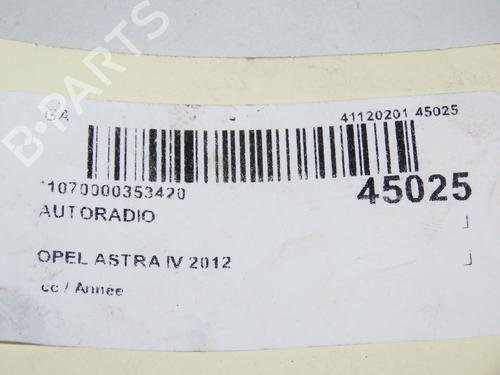 B-PARTS
GA 41120201 45025
*1070000353420 45025
AUTORADIO
OPEL ASTRA IV 2012
cc / Année